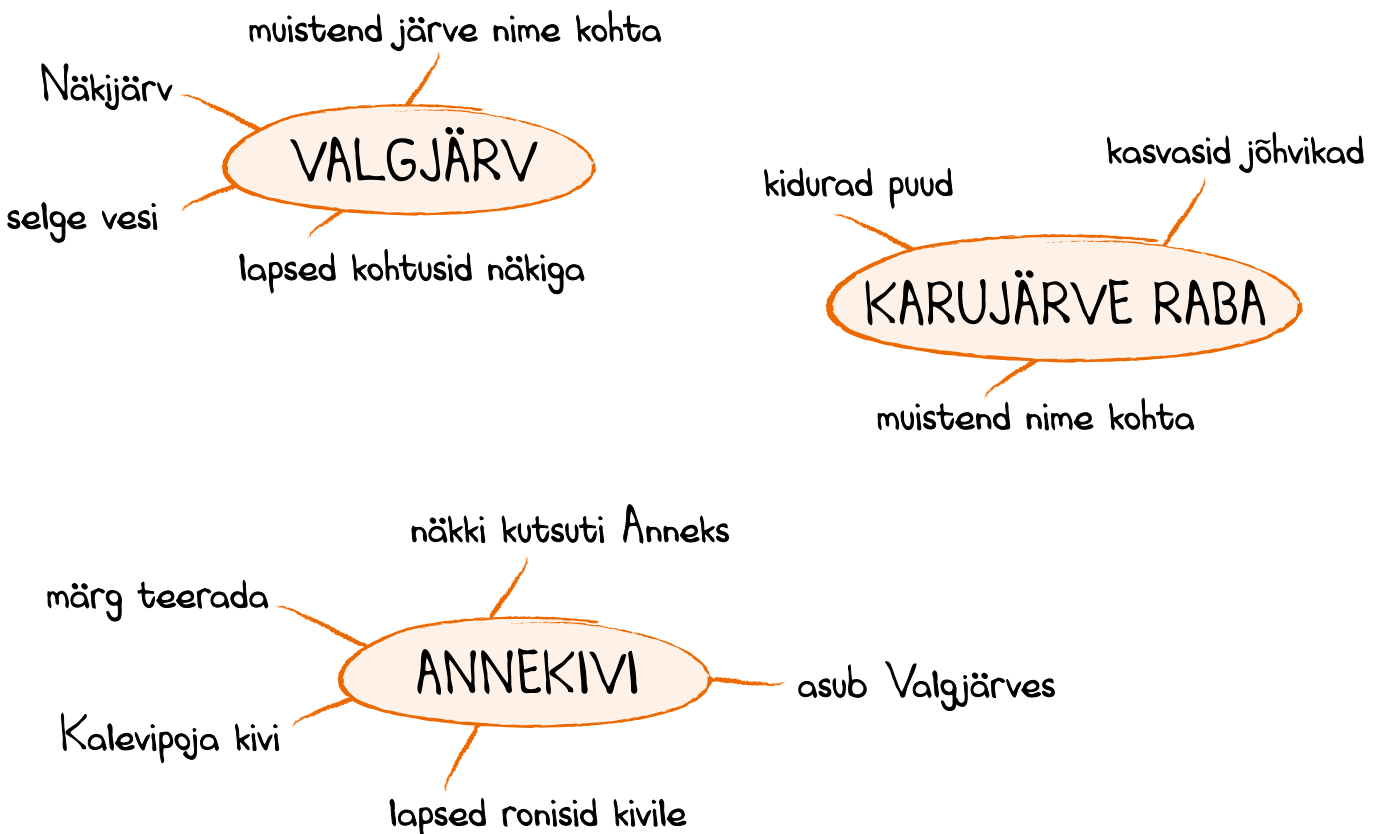 muistend järve nime kohta
Näkijärv
VALGJÄRV
selge vesi
lapsed kohtusid näkiga
kasvasid jõhvikad
kidurad puud
KARUJÄRVE RABA
muistend nime kohta
näkki kutsuti Anneks
märg teerada
ANNEKIVI
asub Valgjärves
Kalevipoja kivi
lapsed ronisid kivile